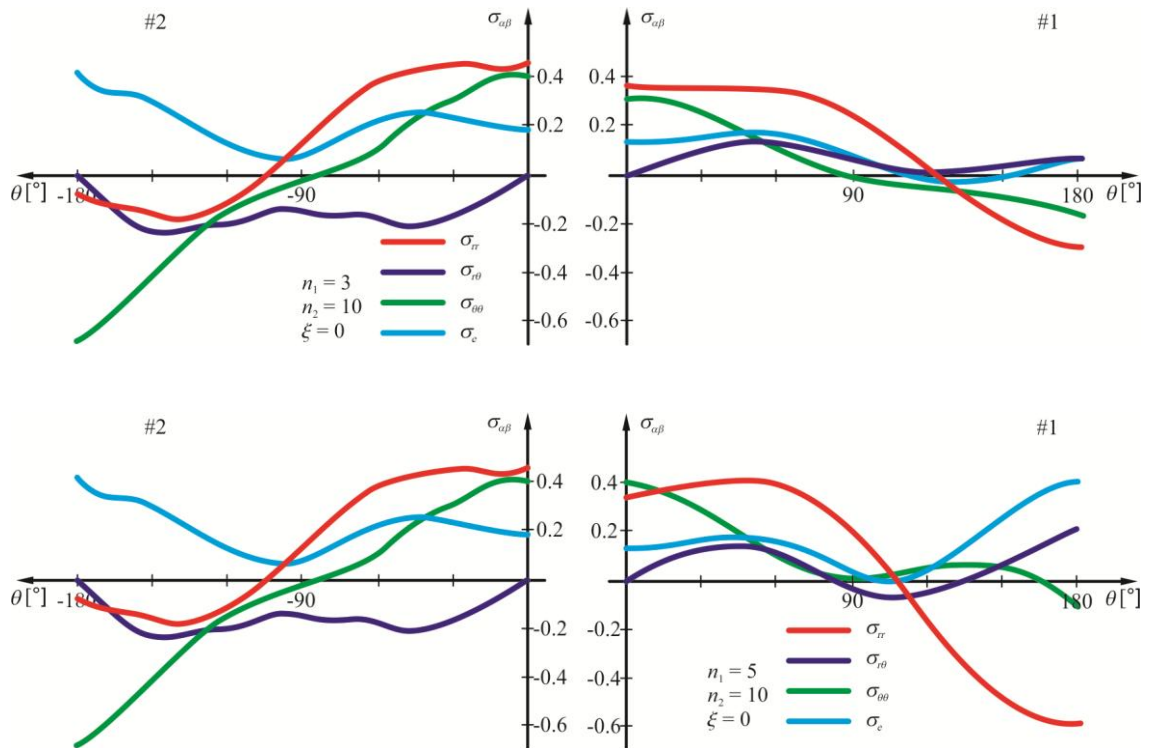 #2
σαβ
σαβ
#1
0.4
0.4
0.2
0.2
θ[°]
-180
-90
90
180
θ[°]
-0.2
-0.2
-0.4
-0.4
-0.6
-0.6
σrr
σrθ
σθθ
σe
n1 = 3
n2 = 10
ξ = 0
#2
σαβ
σαβ
#1
0.4
0.4
0.2
0.2
θ[°]
-180
-90
90
180
θ[°]
-0.2
-0.2
-0.4
-0.4
-0.6
-0.6
σrr
σrθ
σθθ
σe
n1 = 5
n2 = 10
ξ = 0